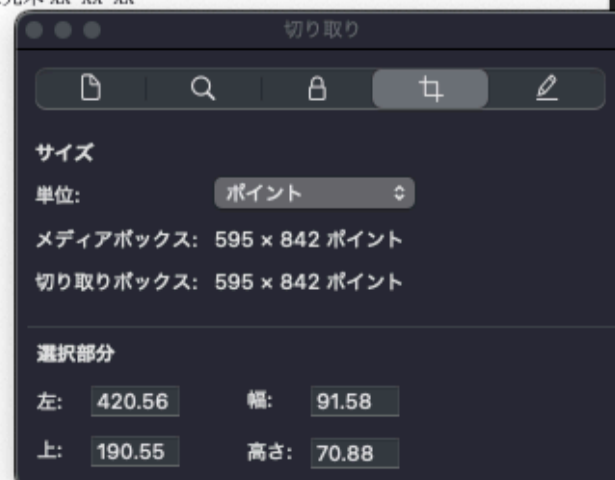 切り取り
サイズ
単位: ポイント
メディアボックス: 595 × 842 ポイント
切り取りボックス: 595 × 842 ポイント
選択部分
左: 420.56 幅: 91.58
上: 190.55 高さ: 70.88